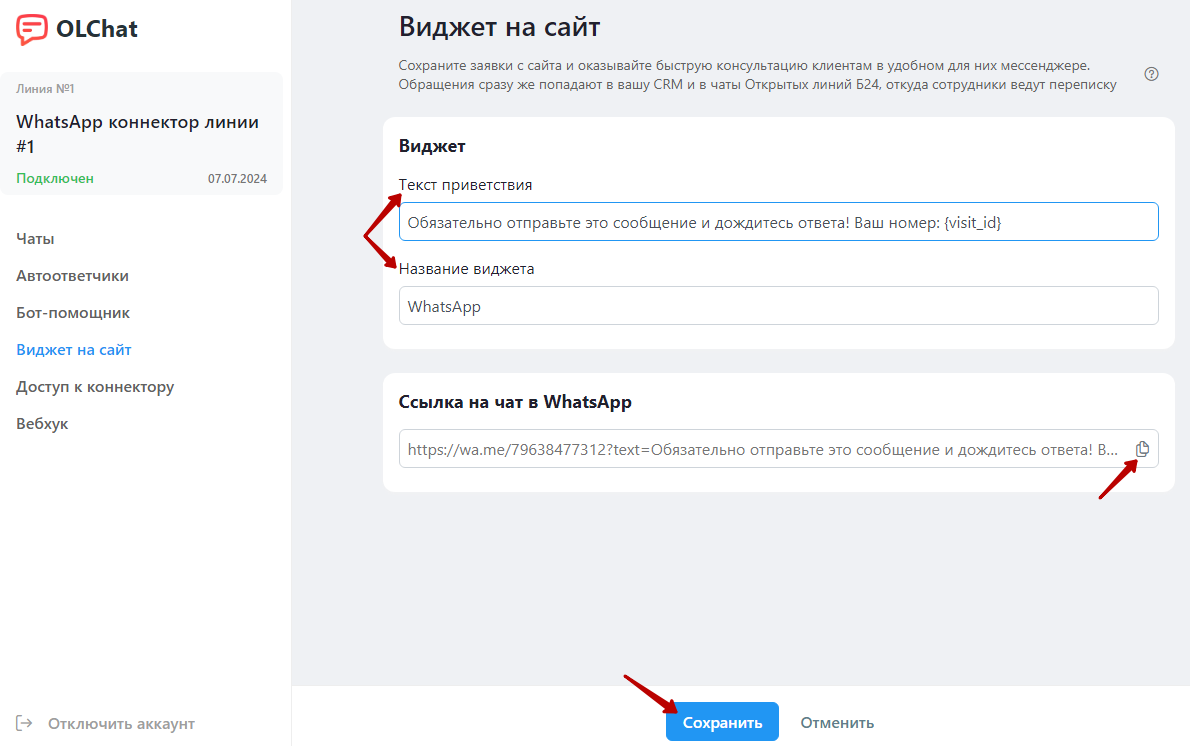 OLChat
Линия №1
WhatsApp коннектор линии
#1
Подключен
07.07.2024
Чаты
Автоответчики
Бот-помощник
Виджет на сайт
Доступ к коннектору
Вебхук
Отключить аккаунт
Виджет на сайт
Сохраните заявки с сайта и оказывайте быструю консультацию клиентам в удобном для них мессенджере.
Обращения сразу же попадают в вашу CRM и в чаты Открытых линий Б24, откуда сотрудники ведут переписку
Виджет
Текст приветствия
Обязательно отправьте это сообщение и дождитесь ответа! Ваш номер: {visit_id}
Название виджета
WhatsApp
Ссылка на чат в WhatsApp
https://wa.me/79638477312?text=Обязательно отправьте это сообщение и дождитесь ответа! В...
Сохранить
Отменить